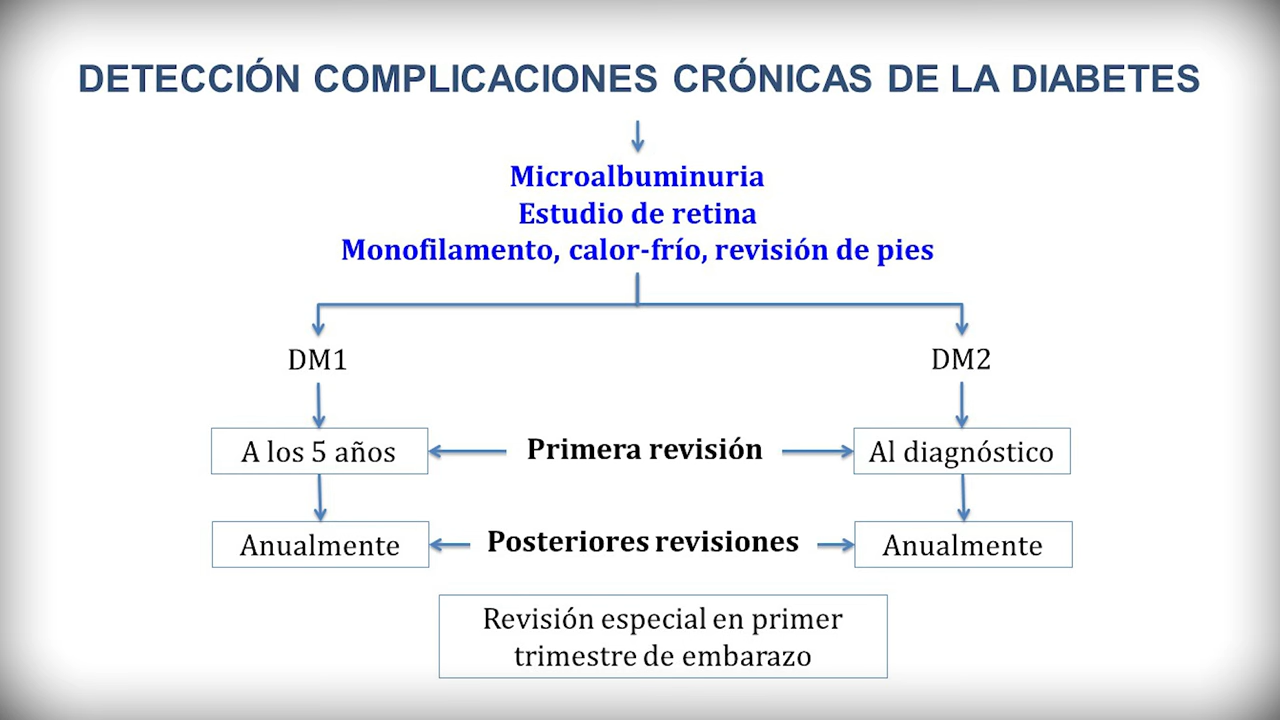 DETECCIÓN COMPLICACIONES CRÓNICAS DE LA DIABETES
Microalbuminuria
Estudio de retina
Monofilamento, calor-frío, revisión de pies
DM1
DM2
A los 5 años
Primera revisión
Al diagnóstico
Anualmente
Posteriores revisiones
Anualmente
Revisión especial en primer
trimestre de embarazo